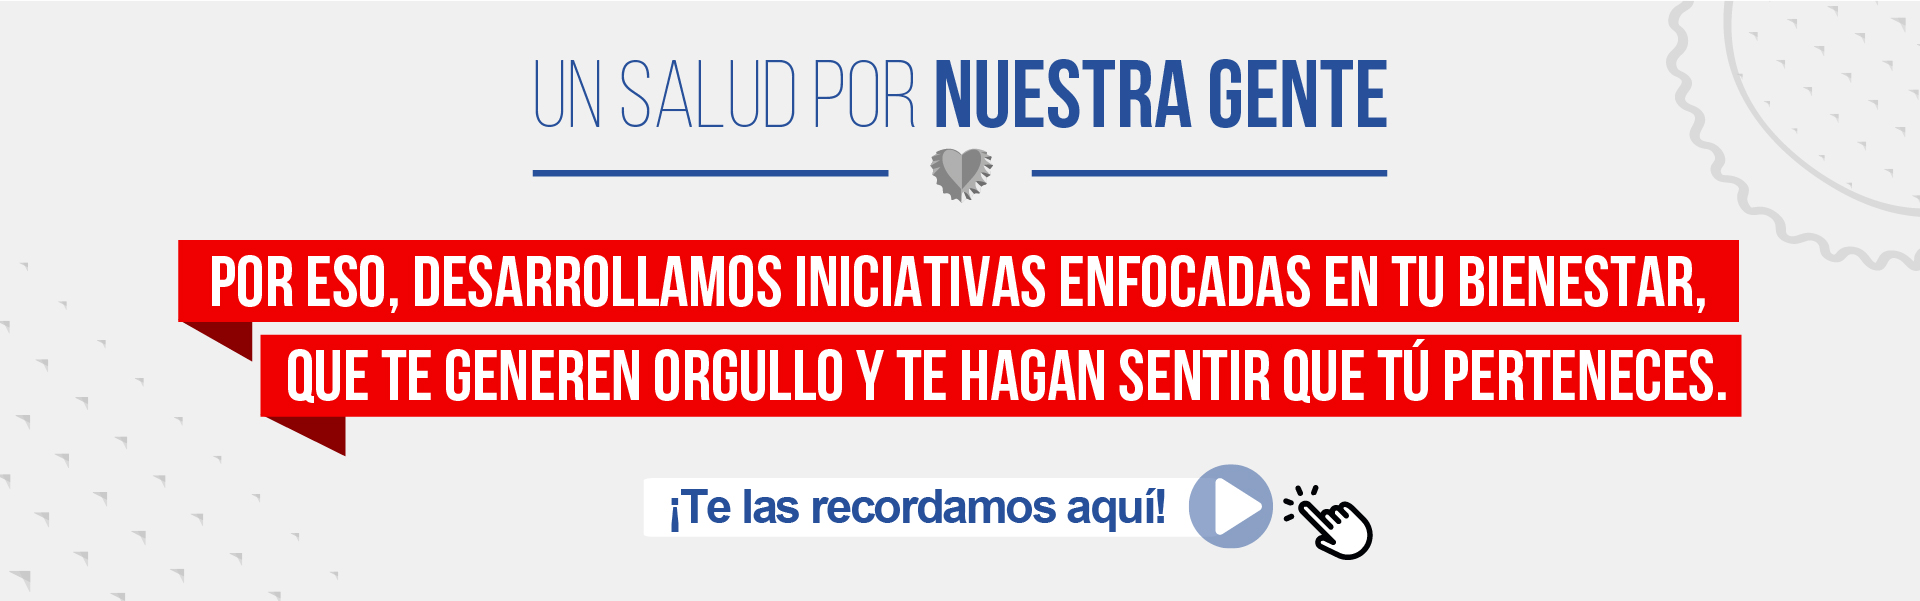 UN SALUD POR NUESTRA GENTE
POR ESO, DESARROLLAMOS INICIATIVAS ENFOCADAS EN TU BIENESTAR,
QUE TE GENEREN ORGULLO Y TE HAGAN SENTIR QUE TÚ PERTENECES.
¡Te las recordamos aquí!